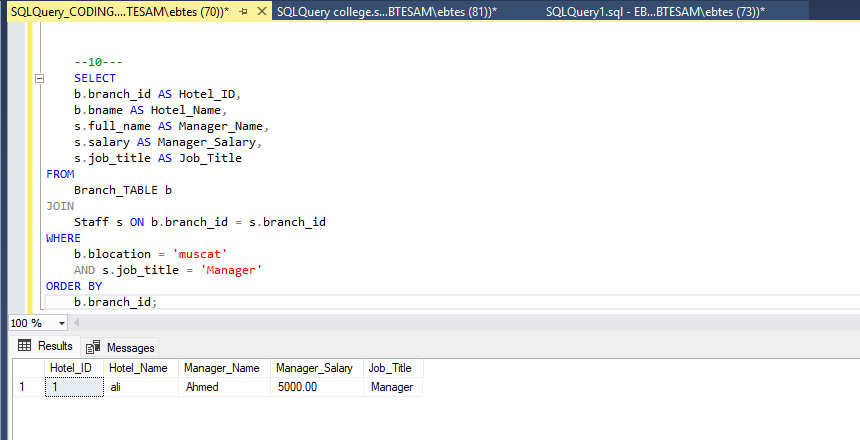 SQLQuery_CODING....TESAM\ebtes (70))* SQLQuery college.s...BTESAM\ebtes (81))* SQLQuery1.sql - EB...BTESAM\ebtes (73))*
--10---
SELECT
b.branch_id AS Hotel_ID,
b.bname AS Hotel_Name,
s.full_name AS Manager_Name,
s.salary AS Manager_Salary,
s.job_title AS Job_Title
FROM
Branch_TABLE b
JOIN
Staff s ON b.branch_id = s.branch_id
WHERE
b.blocation = 'muscat'
AND s.job_title = 'Manager'
ORDER BY
b.branch_id;
100 %
Results Messages
Hotel_ID Hotel_Name Manager_Name Manager_Salary Job_Title
1 1 ali Ahmed 5000.00 Manager